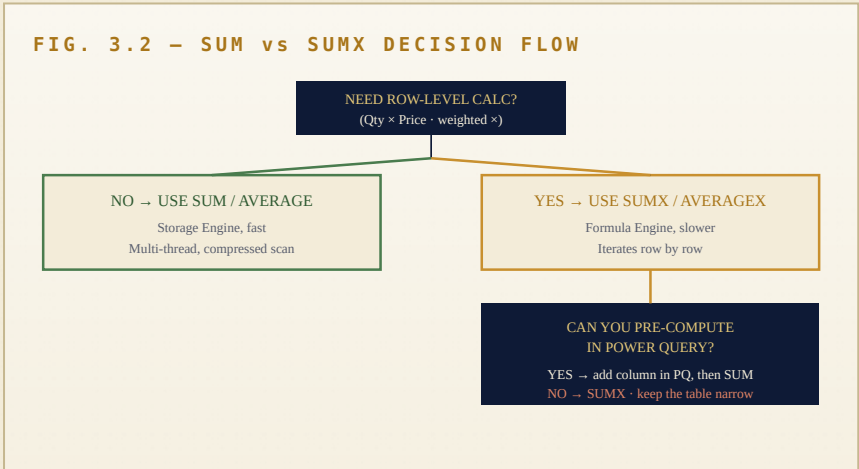 FIG. 3.2 — SUM vs SUMX DECISION FLOW
NEED ROW-LEVEL CALC?
(Qty × Price · weighted ×)
NO → USE SUM / AVERAGE
Storage Engine, fast
Multi-thread, compressed scan
YES → USE SUMX / AVERAGEX
Formula Engine, slower
Iterates row by row
CAN YOU PRE-COMPUTE
IN POWER QUERY?
YES → add column in PQ, then SUM
NO → SUMX · keep the table narrow